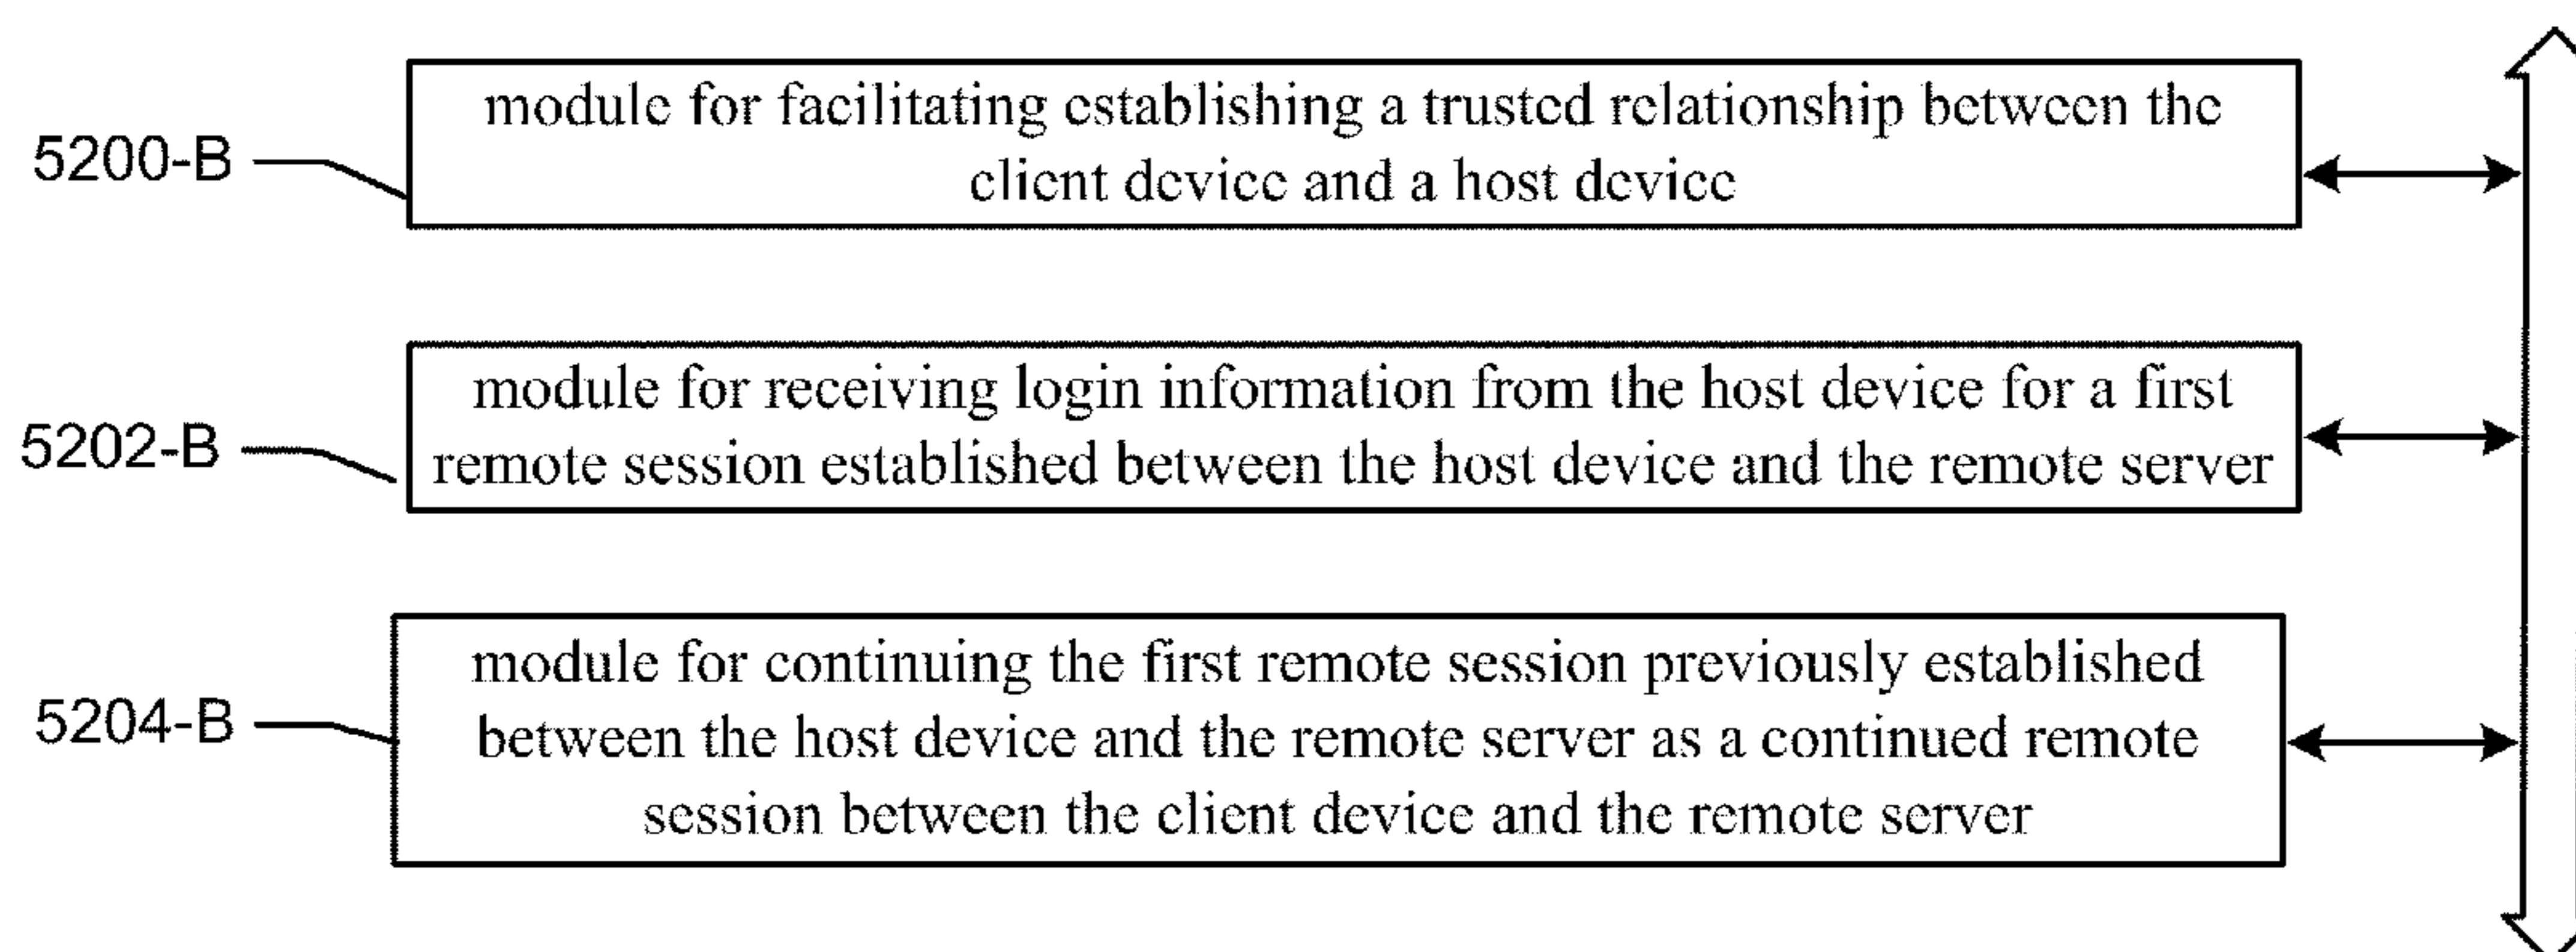 5200-B
module for facilitating establishing a trusted relationship between the
client device and a host device
5202-B
module for receiving login information from the host device for a first
remote session established between the host device and the remote server
5204-B
module for continuing the first remote session previously established
between the host device and the remote server as a continued remote
session between the client device and the remote server